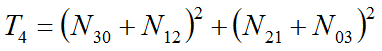 T₄ = (N₃₀ + N₁₂)² + (N₂₁ + N₀₃)²